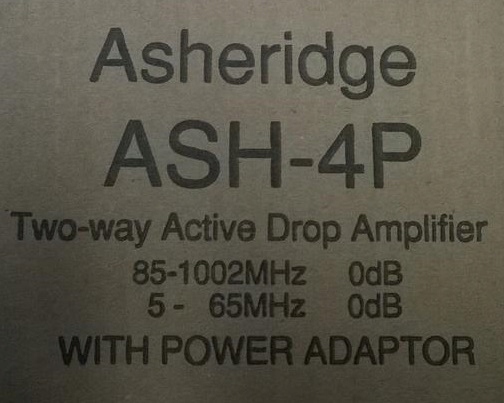 Asheridge
ASH-4P
Two-way Active Drop Amplifier
85-1002MHz 0dB
5 - 65MHz 0dB
WITH POWER ADAPTOR